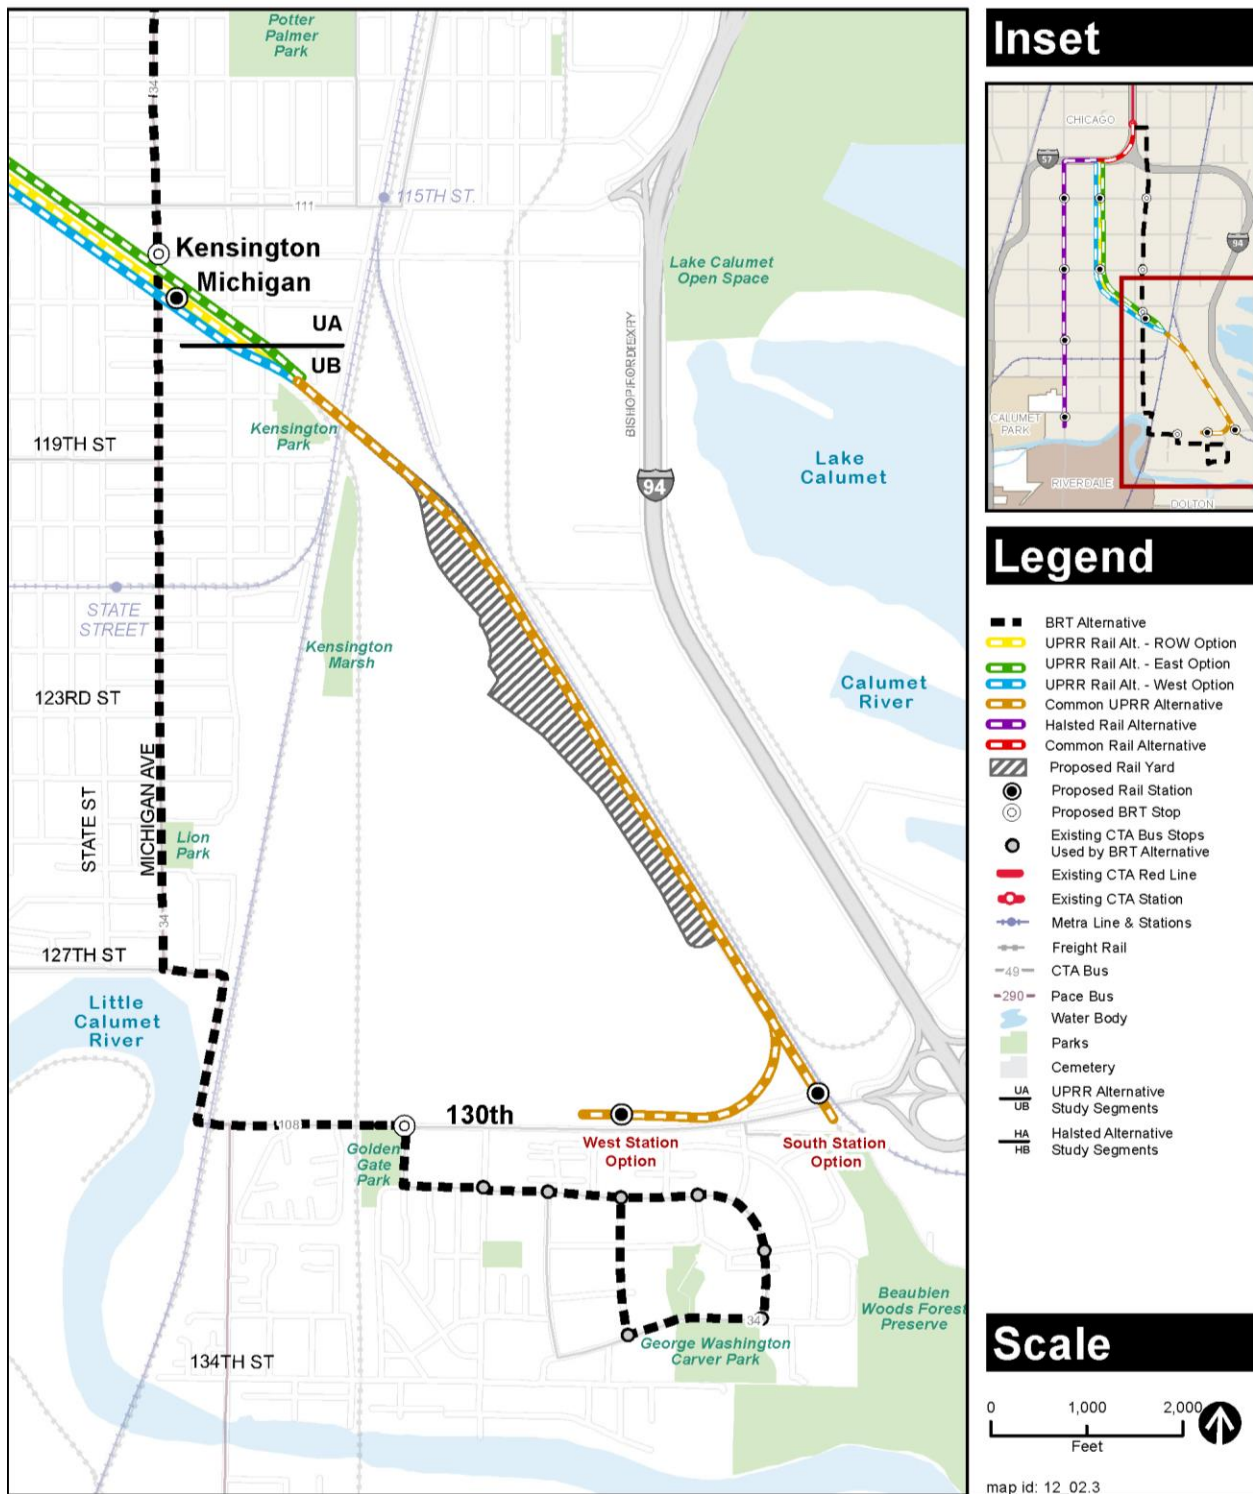 Potter
Palmer
Park
34
115TH ST.
111
Kensington
Michigan
UA
UB
Lake Calumet
Open Space
94
Kensington
Park
119TH ST
Lake
Calumet
STATE
STREET
Kensington
Marsh
123RD ST
Calumet
River
STATE ST
MICHIGAN AVE
Lion
Park
34
127TH ST
Little
Calumet
River
108
130th
Golden
Gate
Park
West Station
Option
South Station
Option
Beaubien
Woods Forest
Preserve
34
George Washington
Carver Park
134TH ST
Inset
CHICAGO
57
94
CALUMET
PARK
RIVERDALE
DOLTON
Legend
BRT Alternative
UPRR Rail Alt. - ROW Option
UPRR Rail Alt. - East Option
UPRR Rail Alt. - West Option
Common UPRR Alternative
Halsted Rail Alternative
Common Rail Alternative
Proposed Rail Yard
Proposed Rail Station
Proposed BRT Stop
Existing CTA Bus Stops
Used by BRT Alternative
Existing CTA Red Line
Existing CTA Station
Metra Line & Stations
Freight Rail
49 CTA Bus
290 Pace Bus
Water Body
Parks
Cemetery
UA UPRR Alternative
UB Study Segments
HA Halsted Alternative
HB Study Segments
Scale
0 1,000 2,000
Feet
map id: 12_02.3